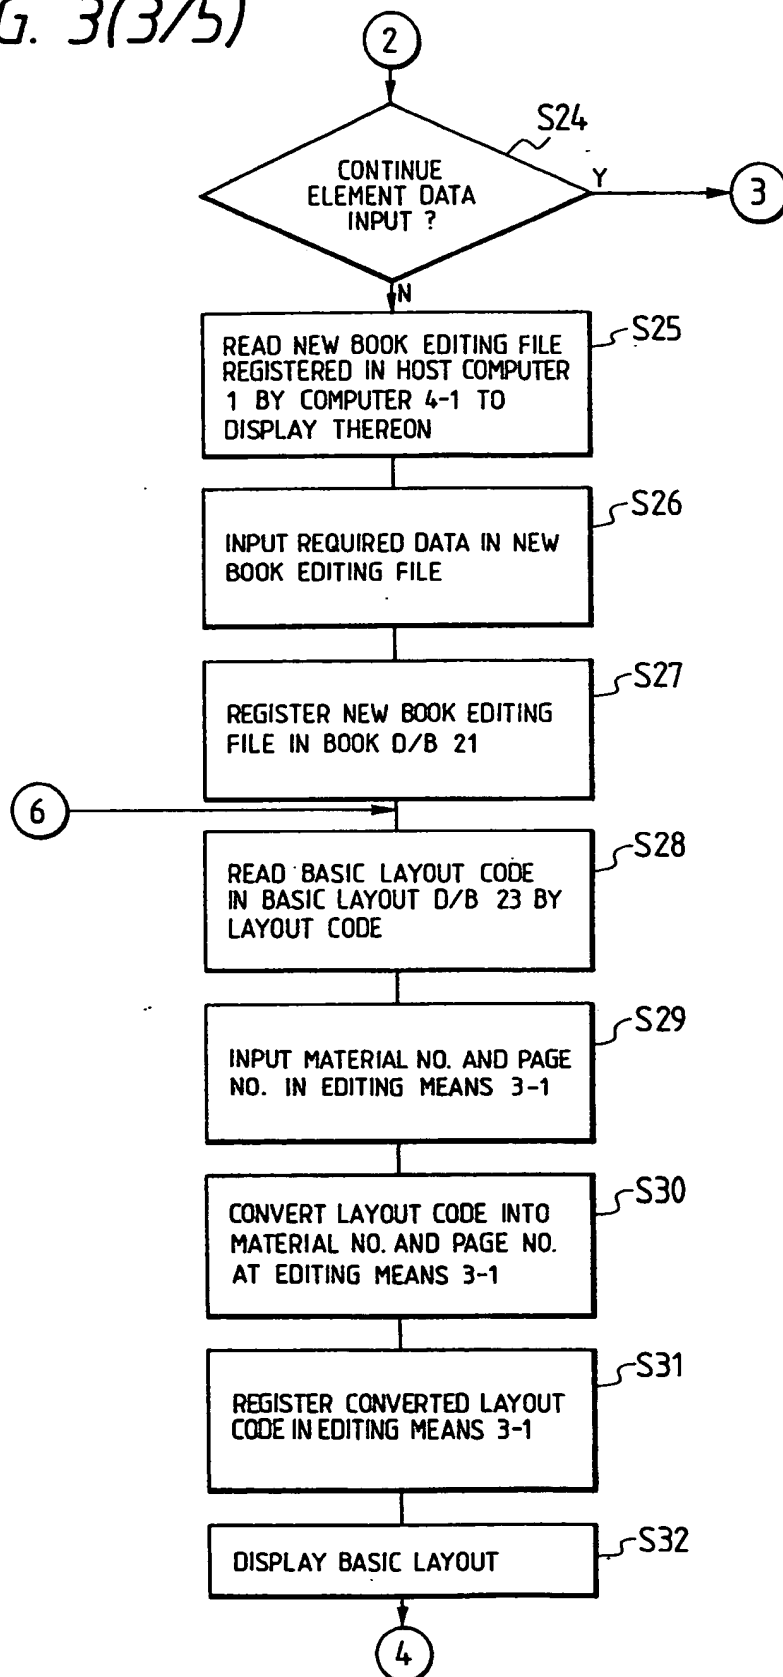 G. 3(3/5)
2
S24
CONTINUE
ELEMENT DATA
INPUT ?
Y
3
N
S25
READ NEW BOOK EDITING FILE
REGISTERED IN HOST COMPUTER
1 BY COMPUTER 4-1 TO
DISPLAY THEREON
S26
INPUT REQUIRED DATA IN NEW
BOOK EDITING FILE
S27
REGISTER NEW BOOK EDITING
FILE IN BOOK D/B 21
6
S28
READ BASIC LAYOUT CODE
IN BASIC LAYOUT D/B 23 BY
LAYOUT CODE
S29
INPUT MATERIAL NO. AND PAGE
NO. IN EDITING MEANS 3-1
S30
CONVERT LAYOUT CODE INTO
MATERIAL NO. AND PAGE NO.
AT EDITING MEANS 3-1
S31
REGISTER CONVERTED LAYOUT
CODE IN EDITING MEANS 3-1
S32
DISPLAY BASIC LAYOUT
4